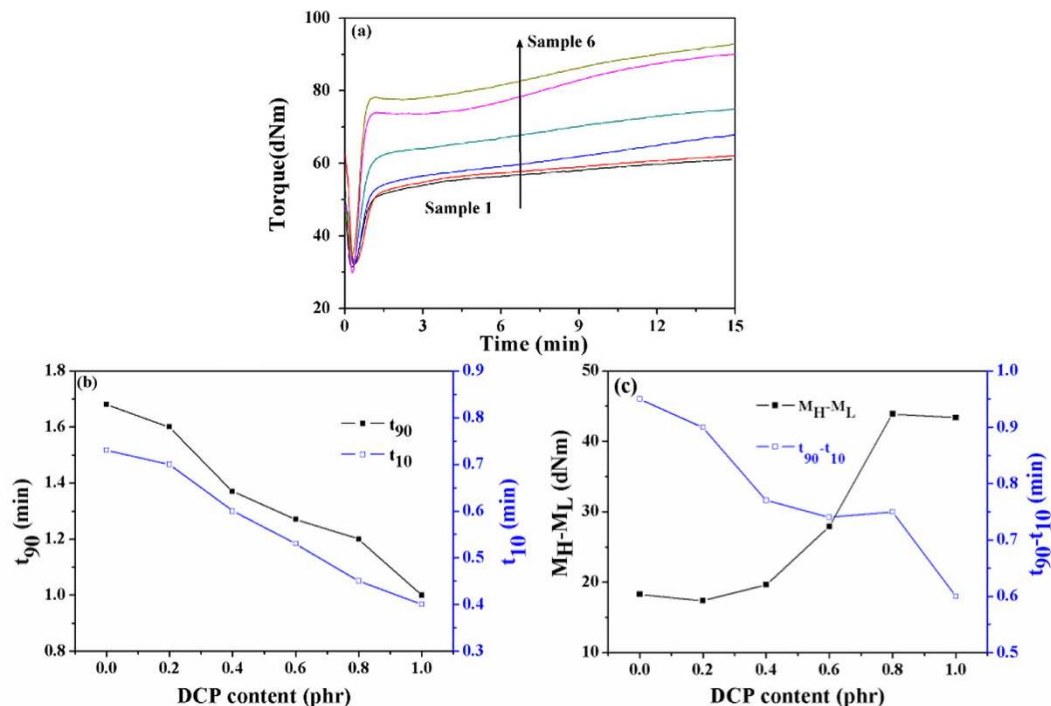 (a)
Sample 6
Sample 1
Torque(dNm)
100
80
60
40
20
0 3 6 9 12 15
Time (min)
(b)
t90
t10
t90 (min)
1.8
1.6
1.4
1.2
1.0
0.8
0.9
0.8
0.7
0.6
0.5
0.4
0.3
t10 (min)
0.0 0.2 0.4 0.6 0.8 1.0
DCP content (phr)
(c)
MH-ML
t90-t10
MH-ML (dNm)
50
40
30
20
10
1.0
0.9
0.8
0.7
0.6
0.5
t90-t10 (min)
0.0 0.2 0.4 0.6 0.8 1.0
DCP content (phr)